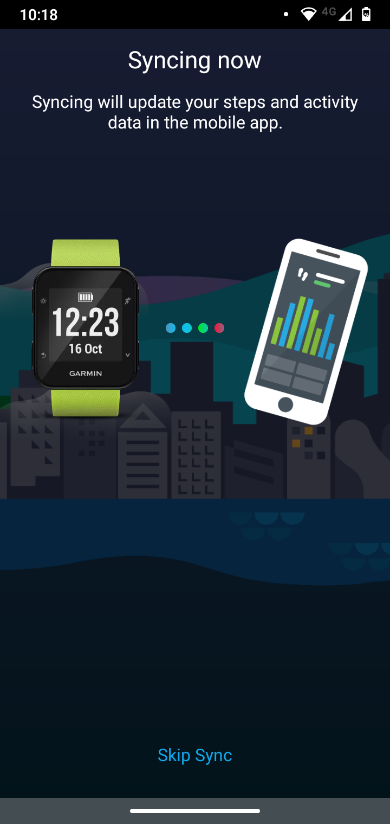 10:18
4G
Syncing now
Syncing will update your steps and activity
data in the mobile app.
12:23
16 Oct
GARMIN
Skip Sync